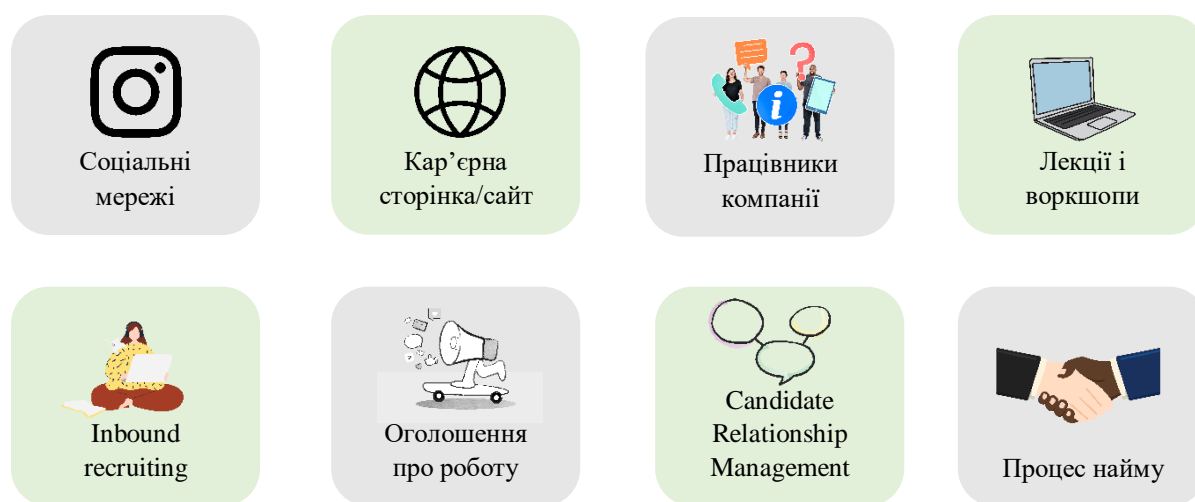 Соціальні
мережі
Кар’єрна
сторінка/сайт
Працівники
компанії
Лекції і
воркшопи
Inbound
recruiting
Оголошення
про роботу
Candidate
Relationship
Management
Процес найму